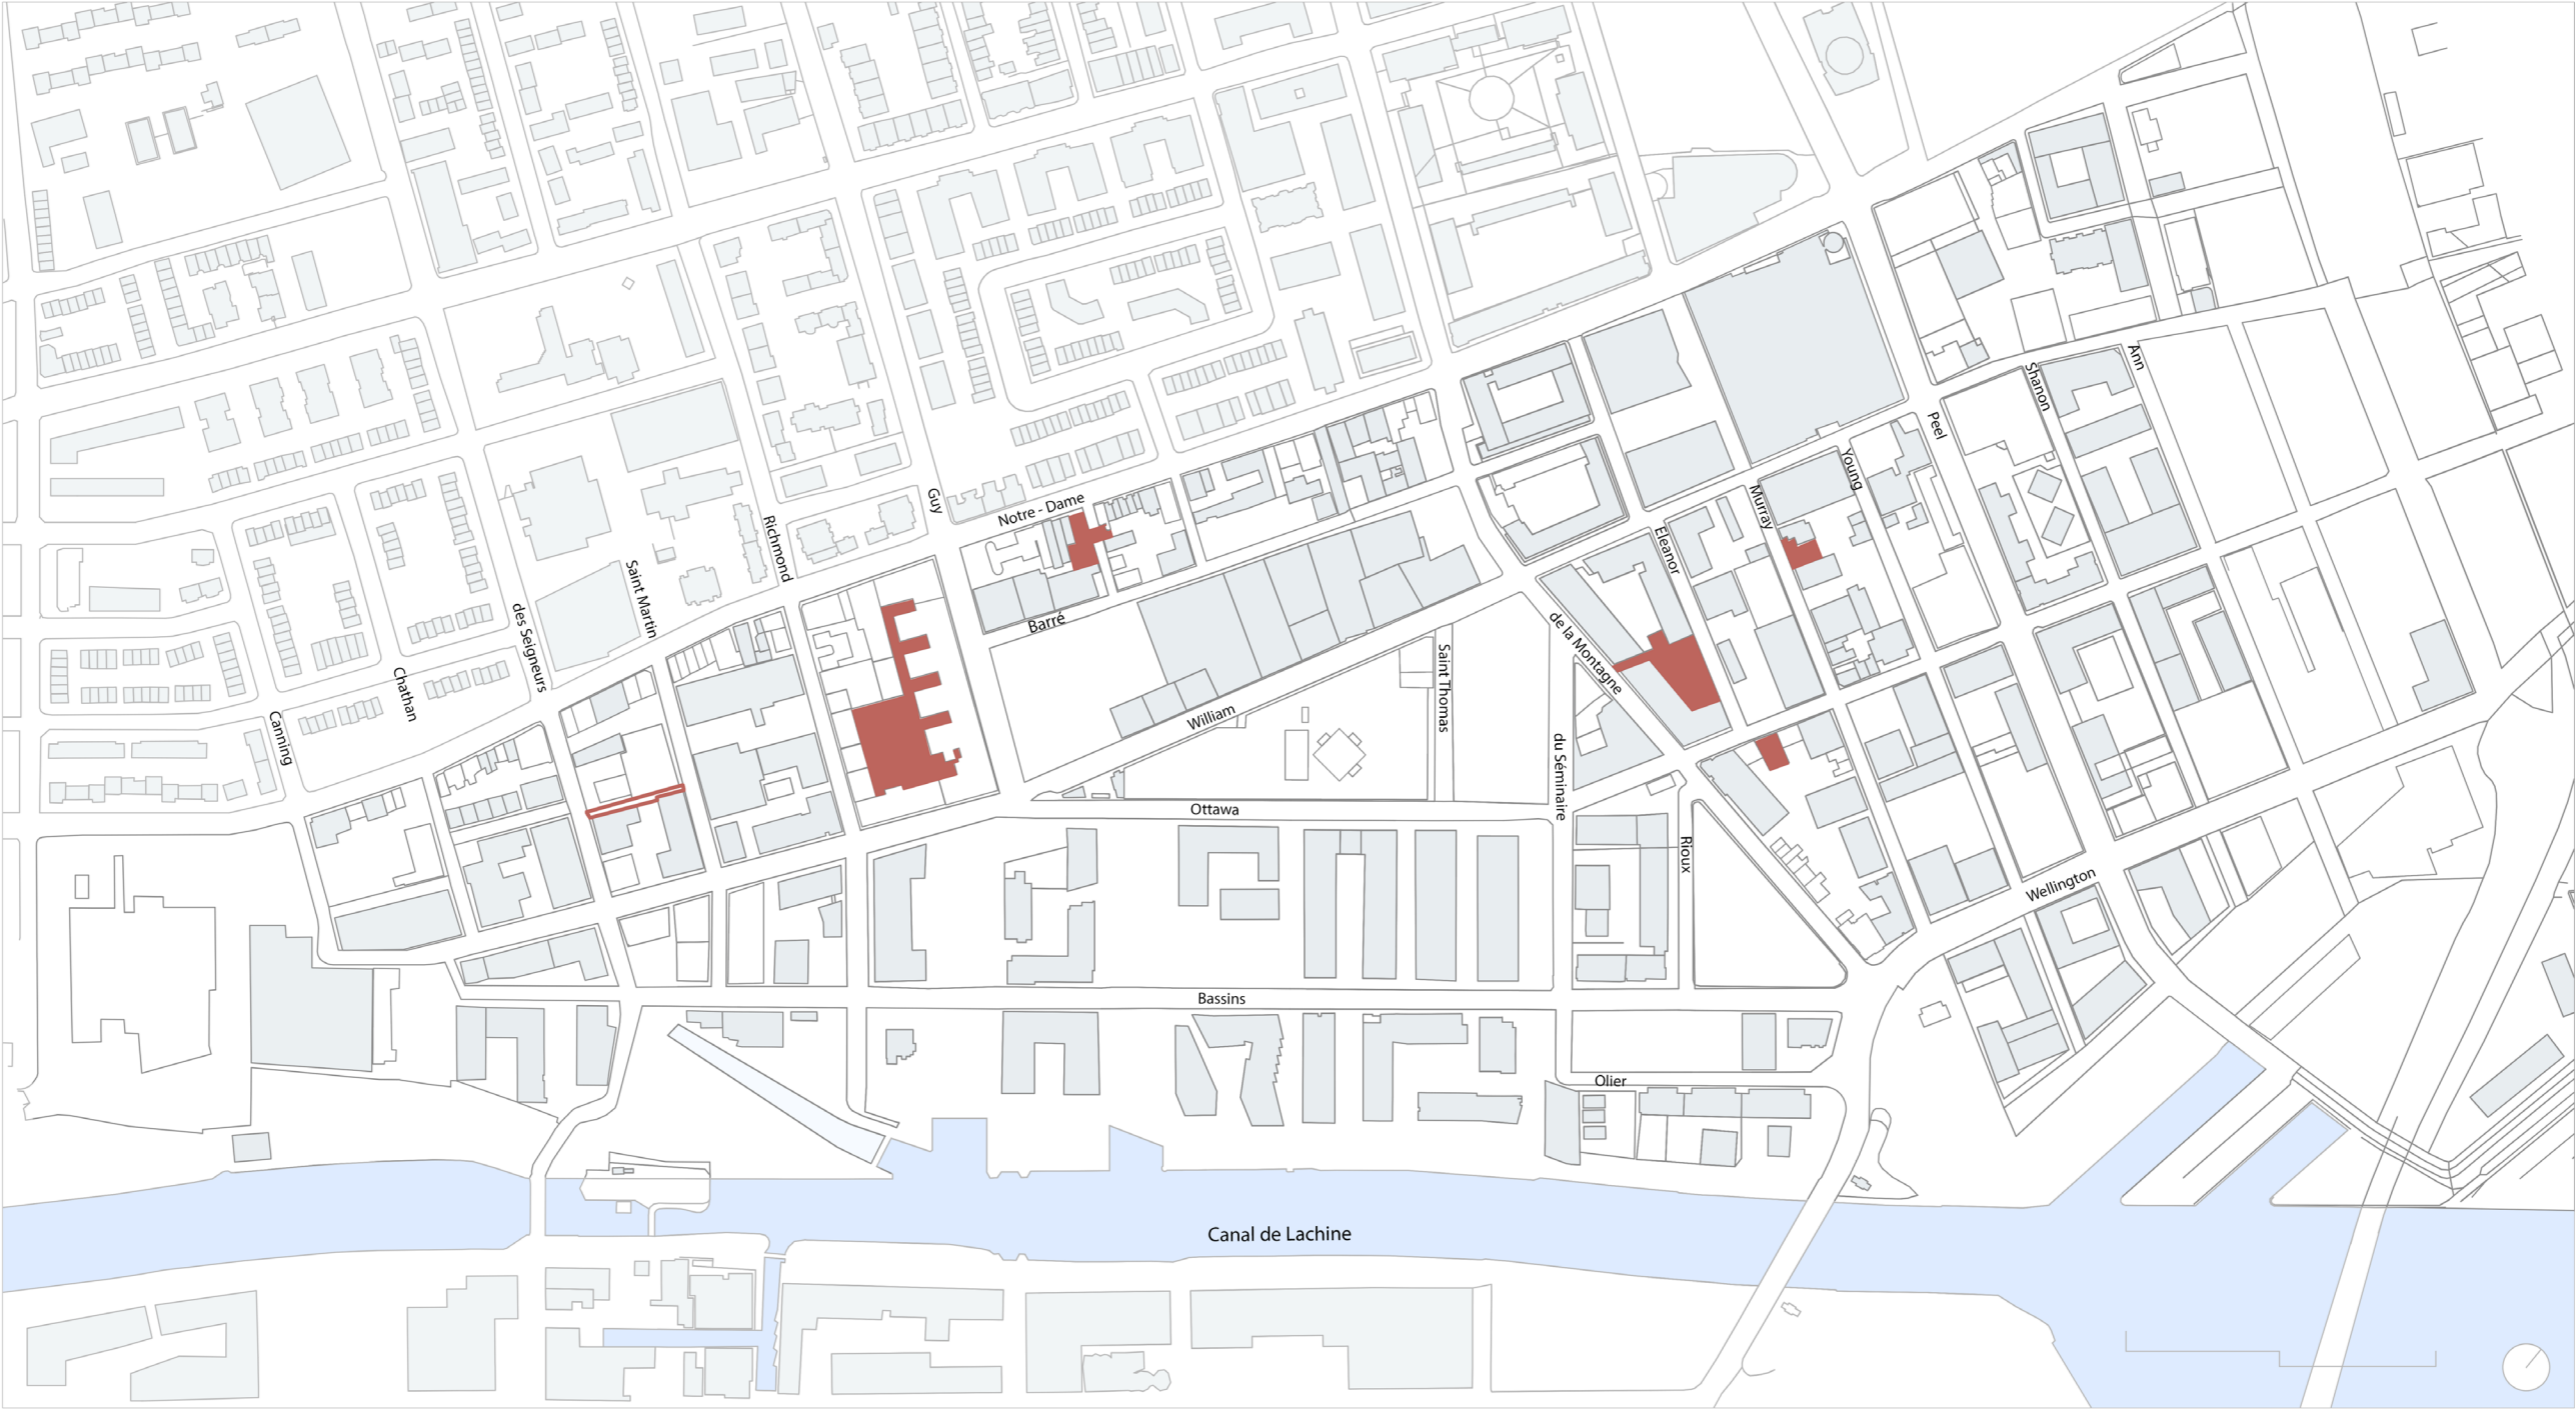 Ann
Shanon
Peel
Young
Murray
Guy
Notre - Dame
Richmond
Eleanor
Saint Martin
des Seigneurs
Barré
de la Montagne
Saint Thomas
Chathan
Canning
William
du Séminaire
Ottawa
Rioux
Wellington
Bassins
Olier
Canal de Lachine